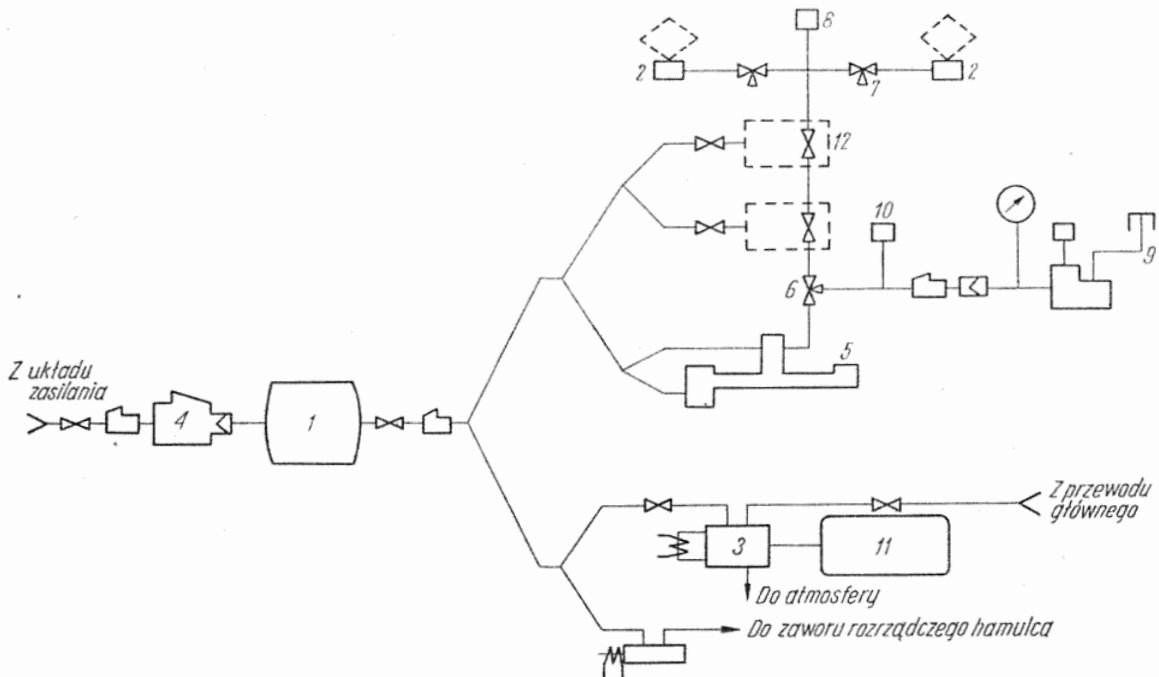 8
2
7
2
12
10
9
6
5
Z układu
zasilania
4
1
Z przewodu
głównego
3
11
Do atmosfery
Do zaworu rozrządczego hamulca